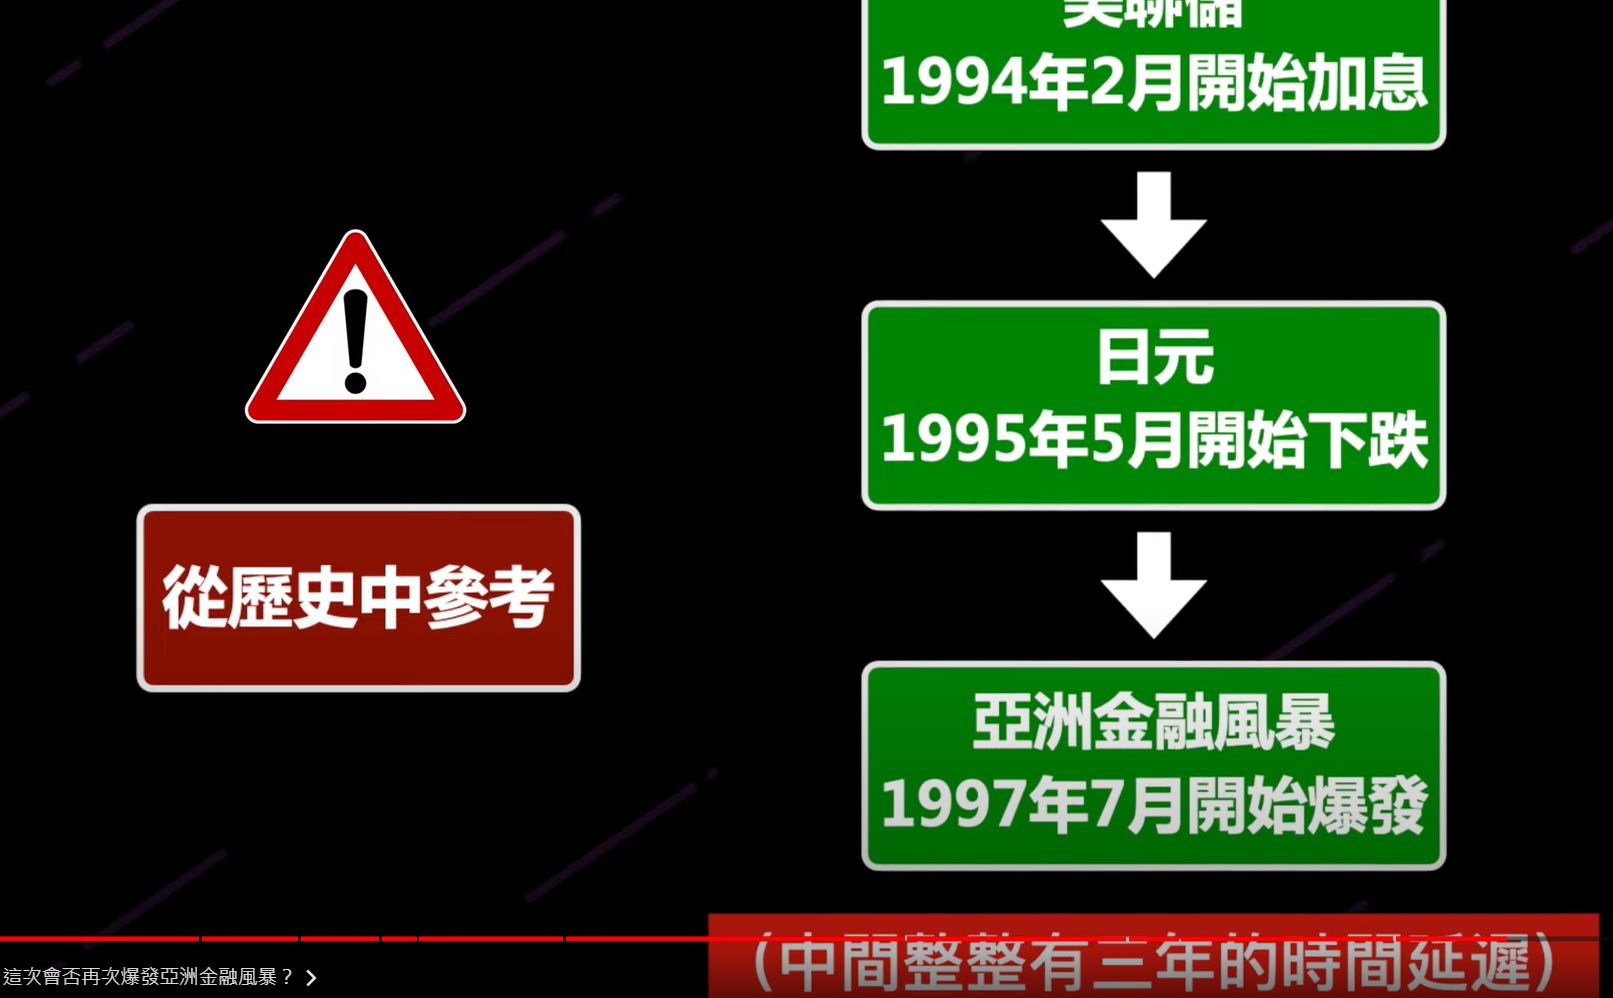 美聯儲
1994年2月開始加息
日元
1995年5月開始下跌
從歷史中參考
亞洲金融風暴
1997年7月開始爆發
(中間整整有三年的時間延遲)
這次會否再次爆發亞洲金融風暴？